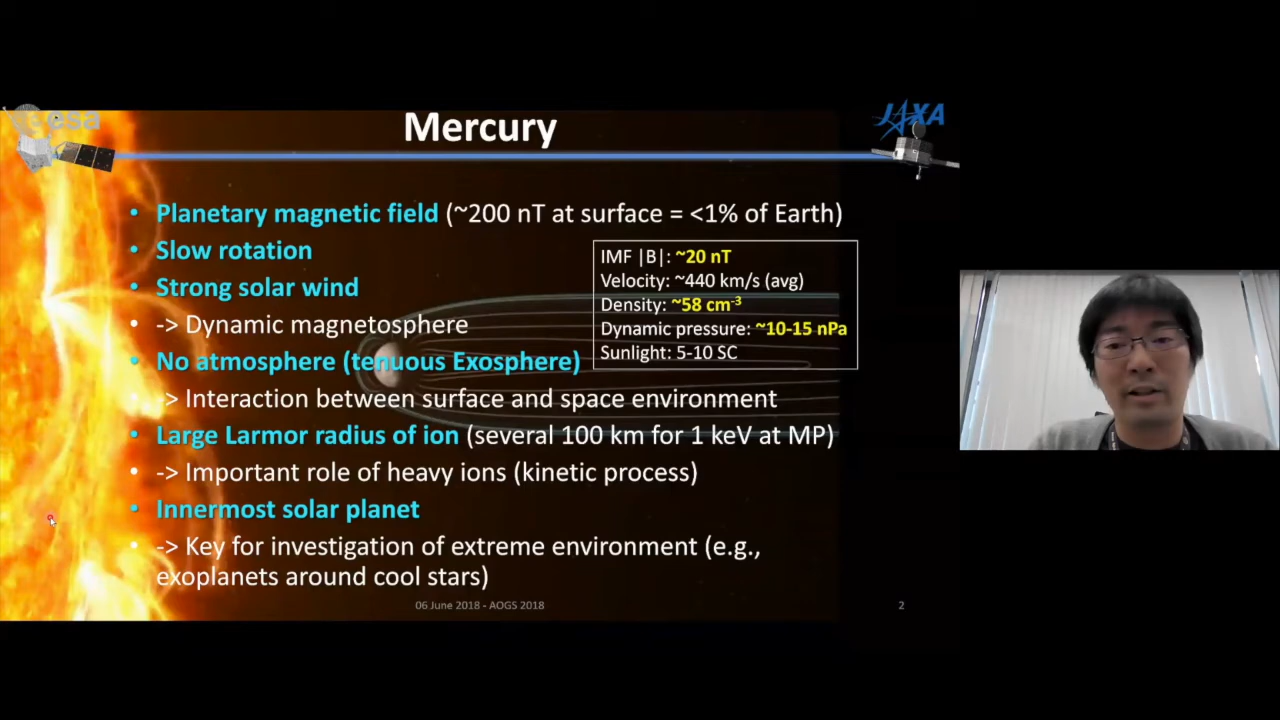 esa
JAXA
Mercury
• Planetary magnetic field (~200 nT at surface = <1% of Earth)
• Slow rotation
• Strong solar wind
• -> Dynamic magnetosphere
• No atmosphere (tenuous Exosphere)
• -> Interaction between surface and space environment
• Large Larmor radius of ion (several 100 km for 1 keV at MP)
• -> Important role of heavy ions (kinetic process)
• Innermost solar planet
• -> Key for investigation of extreme environment (e.g.,
exoplanets around cool stars)
IMF |B|: ~20 nT
Velocity: ~440 km/s (avg)
Density: ~58 cm⁻³
Dynamic pressure: ~10-15 nPa
Sunlight: 5-10 SC
06 June 2018 - AOGS 2018
2